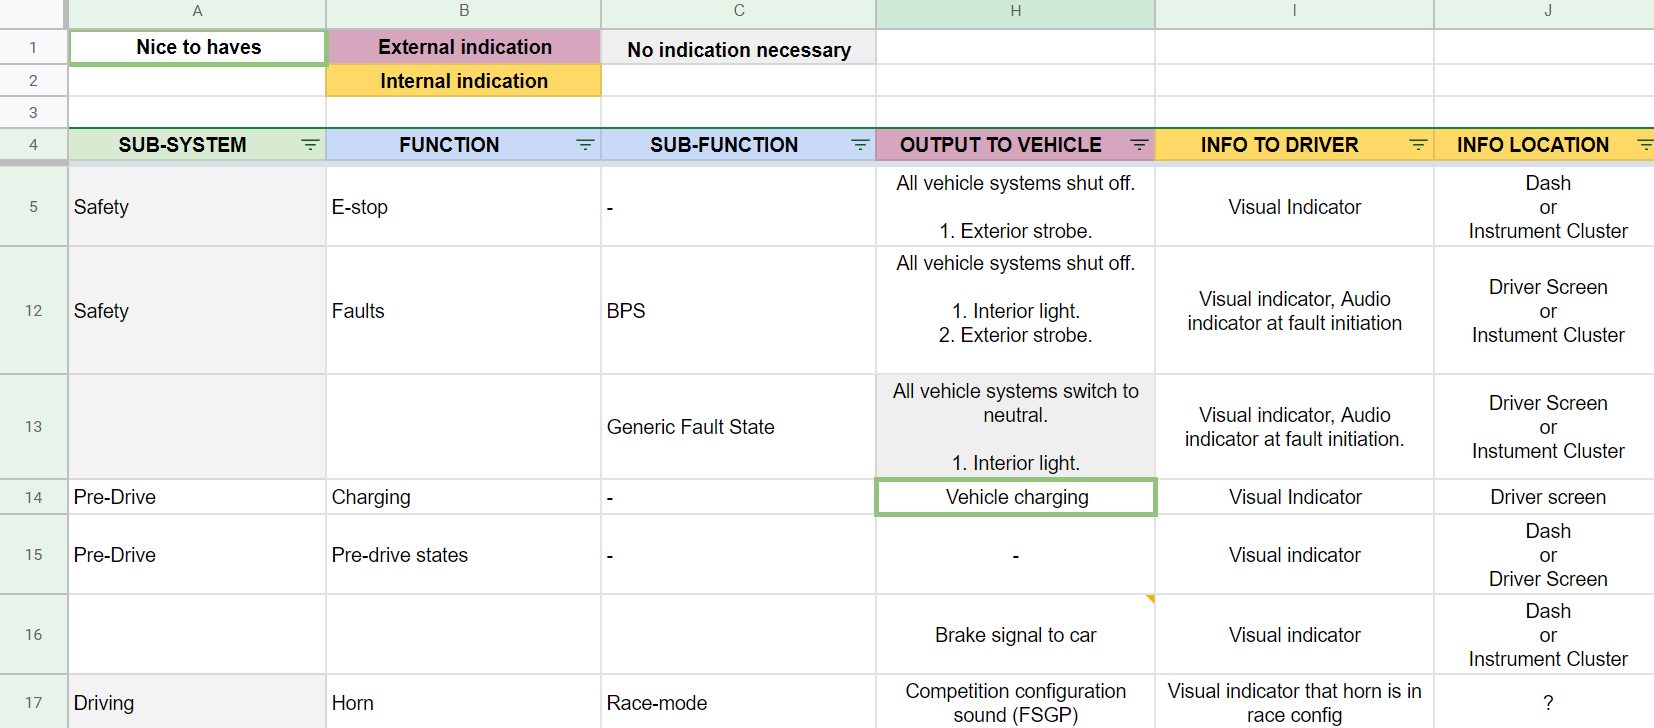 A B C H I J
1 Nice to haves External indication No indication necessary
2 Internal indication
3
4 SUB-SYSTEM FUNCTION SUB-FUNCTION OUTPUT TO VEHICLE INFO TO DRIVER INFO LOCATION
5
Safety
E-stop
-
All vehicle systems shut off.
1. Exterior strobe.
Visual Indicator
Dash
or
Instrument Cluster
12
Safety
Faults
BPS
All vehicle systems shut off.
1. Interior light.
2. Exterior strobe.
Visual indicator, Audio
indicator at fault initiation
Driver Screen
or
Instument Cluster
13
Generic Fault State
All vehicle systems switch to
neutral.
1. Interior light.
Visual indicator, Audio
indicator at fault initiation.
Driver Screen
or
Instument Cluster
14
Pre-Drive
Charging
-
Vehicle charging
Visual Indicator
Driver screen
15
Pre-Drive
Pre-drive states
-
-
Visual indicator
Dash
or
Driver Screen
16
Brake signal to car
Visual indicator
Dash
or
Instrument Cluster
17
Driving
Horn
Race-mode
Competition configuration
sound (FSGP)
Visual indicator that horn is in
race config
?